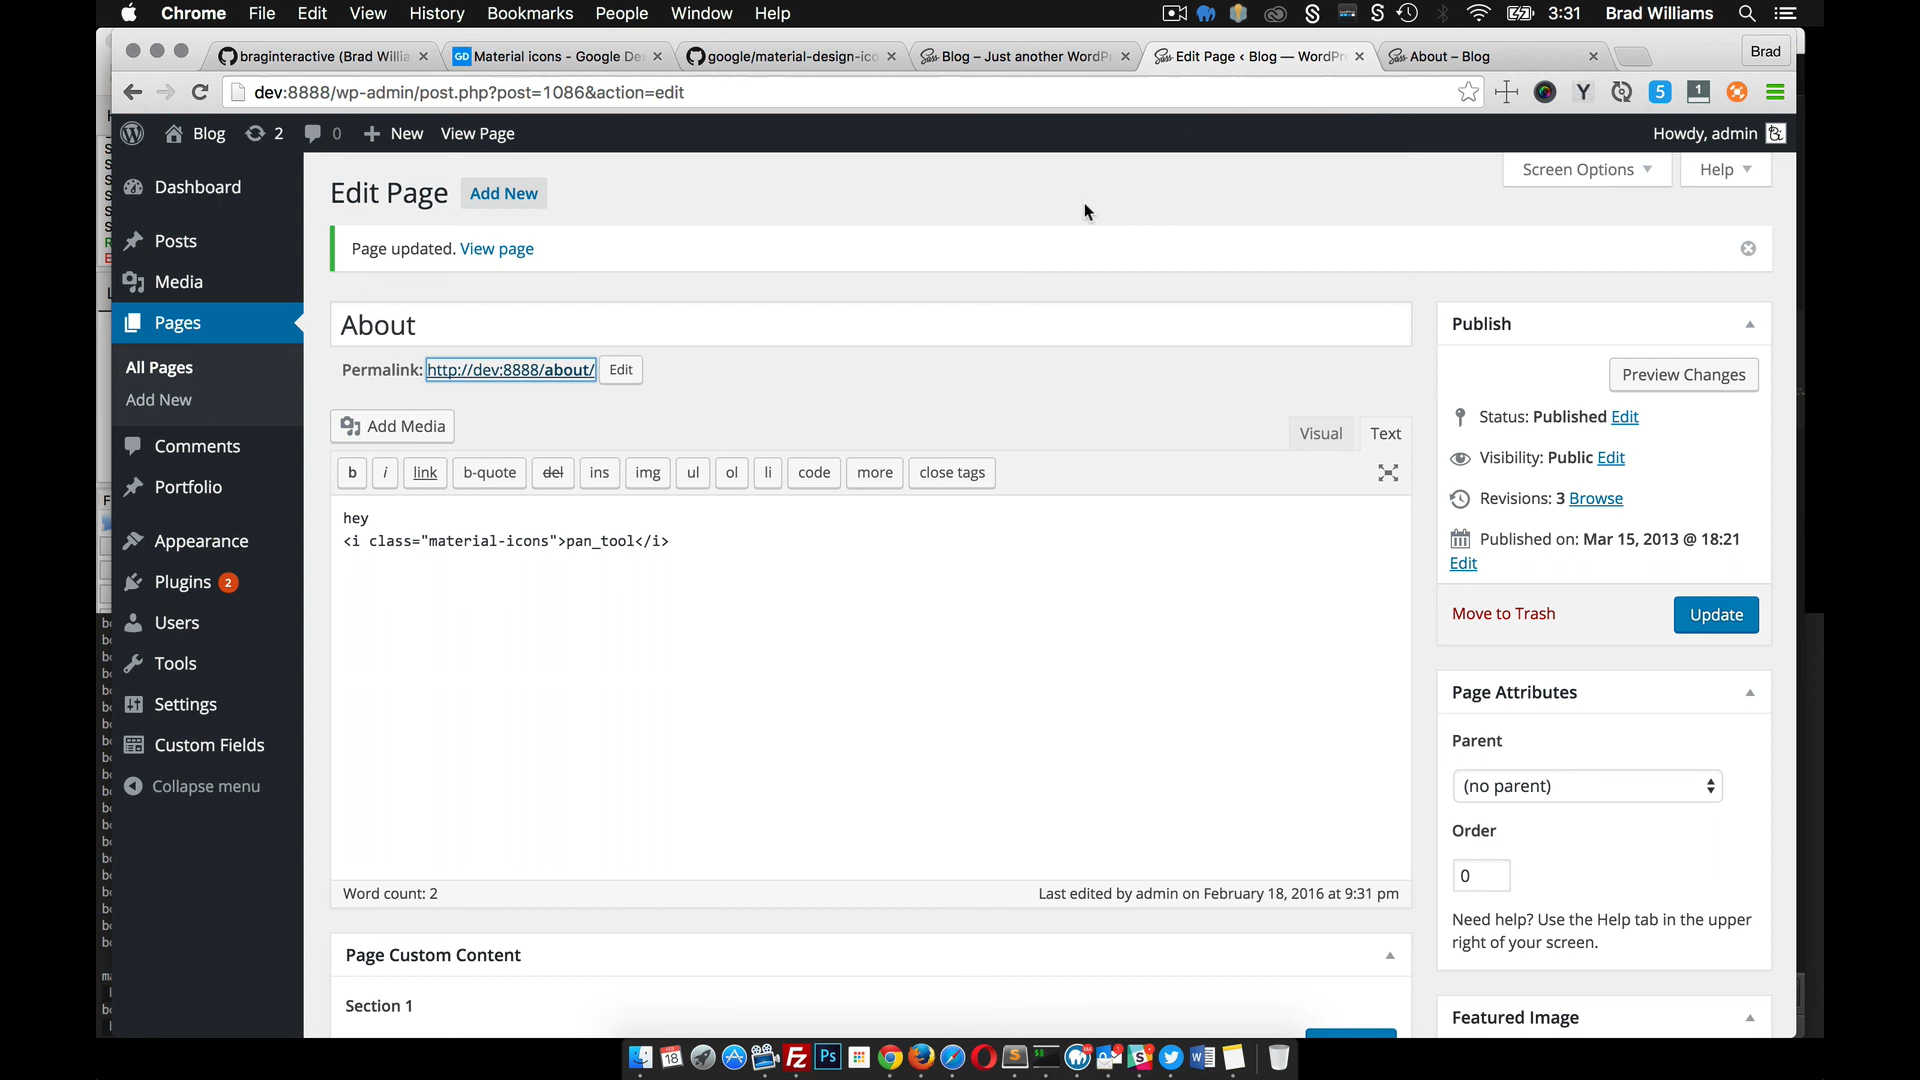 Chrome File Edit View History Bookmarks People Window Help 3:31 Brad Williams
braginteractive (Brad Willia
Material icons - Google De
google/material-design-ico
Blog – Just another WordPr
Edit Page ‹ Blog — WordPr
About – Blog
Brad
dev:8888/wp-admin/post.php?post=1086&action=edit
Blog 2 0 New View Page Howdy, admin
Screen Options Help
Dashboard
Posts
Media
Pages
All Pages
Add New
Comments
Portfolio
Appearance
Plugins 2
Users
Tools
Settings
Custom Fields
Collapse menu
Edit Page Add New
Page updated. View page
About
Permalink: http://dev:8888/about/ Edit
Add Media
Visual Text
b i link b-quote del ins img ul ol li code more close tags
hey
<i class="material-icons">pan_tool</i>
Word count: 2
Last edited by admin on February 18, 2016 at 9:31 pm
Page Custom Content
Section 1
Publish
Preview Changes
Status: Published Edit
Visibility: Public Edit
Revisions: 3 Browse
Published on: Mar 15, 2013 @ 18:21
Edit
Move to Trash Update
Page Attributes
Parent
(no parent)
Order
0
Need help? Use the Help tab in the upper
right of your screen.
Featured Image